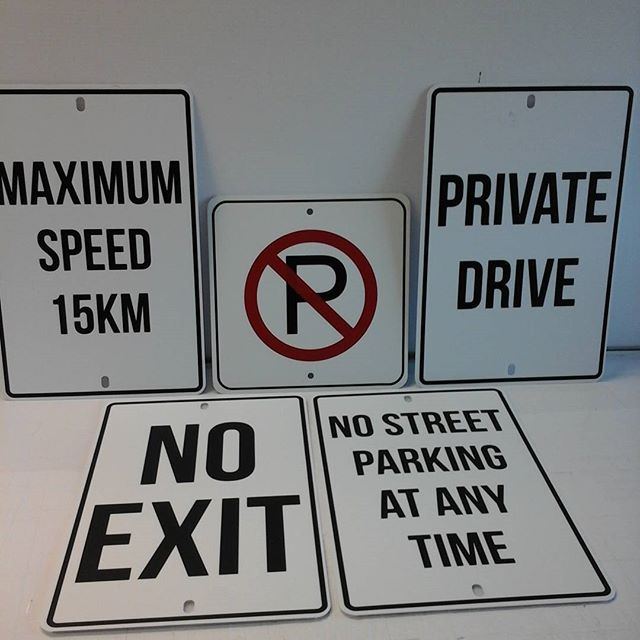 MAXIMUM
SPEED
15KM
P
PRIVATE
DRIVE
NO
EXIT
NO STREET
PARKING
AT ANY
TIME